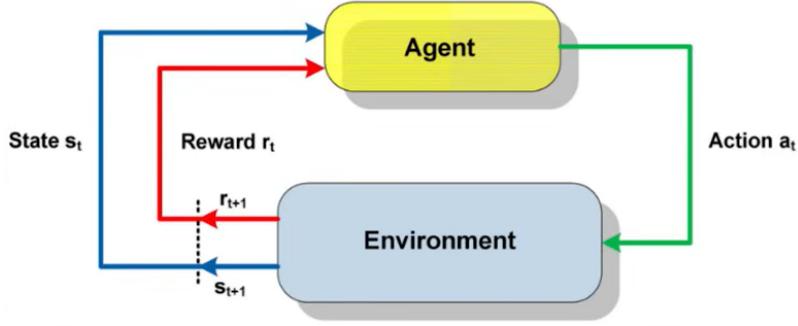 Agent
State sₜ
Reward rₜ
Action aₜ
rₜ₊₁
Environment
sₜ₊₁